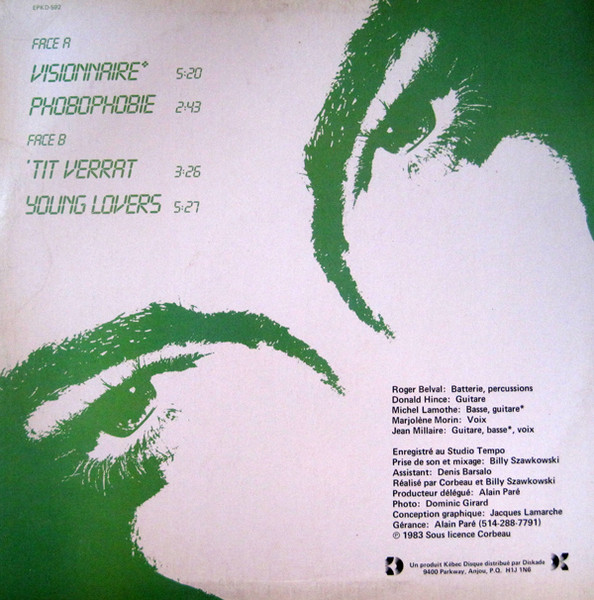 EPKD-592
FACE A
VISIONNAIRE* 5:20
PHOBOPHOBIE 2:43
FACE B
'TIT VERRAT 3:26
YOUNG LOVERS 5:27
Roger Belval: Batterie, percussions
Donald Hince: Guitare
Michel Lamothe: Basse, guitare*
Marjolène Morin: Voix
Jean Millaire: Guitare, basse*, voix
Enregistré au Studio Tempo
Prise de son et mixage: Billy Szawkowski
Assistant: Denis Barsalo
Réalisé par Corbeau et Billy Szawkowski
Producteur délégué: Alain Paré
Photo: Dominic Girard
Conception graphique: Jacques Lamarche
Gérance: Alain Paré (514-288-7791)
℗ 1983 Sous licence Corbeau
Un produit Kébec Disque distribué par Diskade
9400 Parkway, Anjou, P.Q. H1J 1N6